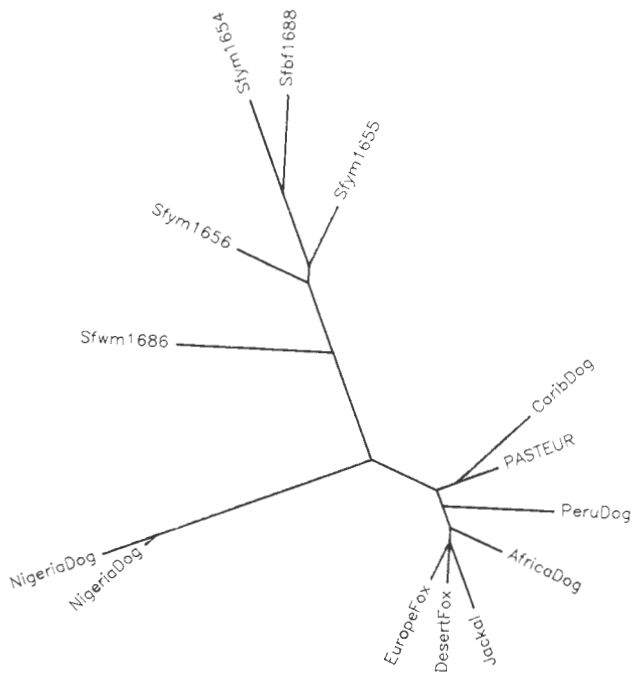 Sfym1654
Sfbf1688
Sfym1655
Sfym1656
Sfwm1686
CaribDog
PASTEUR
PeruDog
AfricaDog
NigeriaDog
NigeriaDog
EuropeFox
DesertFox
Jackal